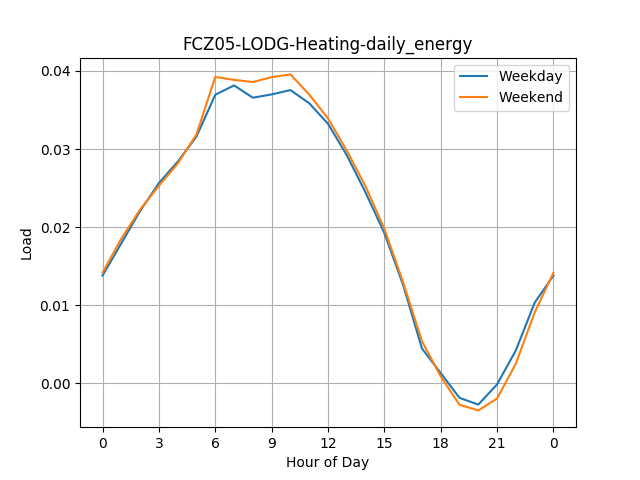 FCZ05-LODG-Heating-daily_energy
Weekday
Weekend
Load
0.04
0.03
0.02
0.01
0.00
0 3 6 9 12 15 18 21 0
Hour of Day